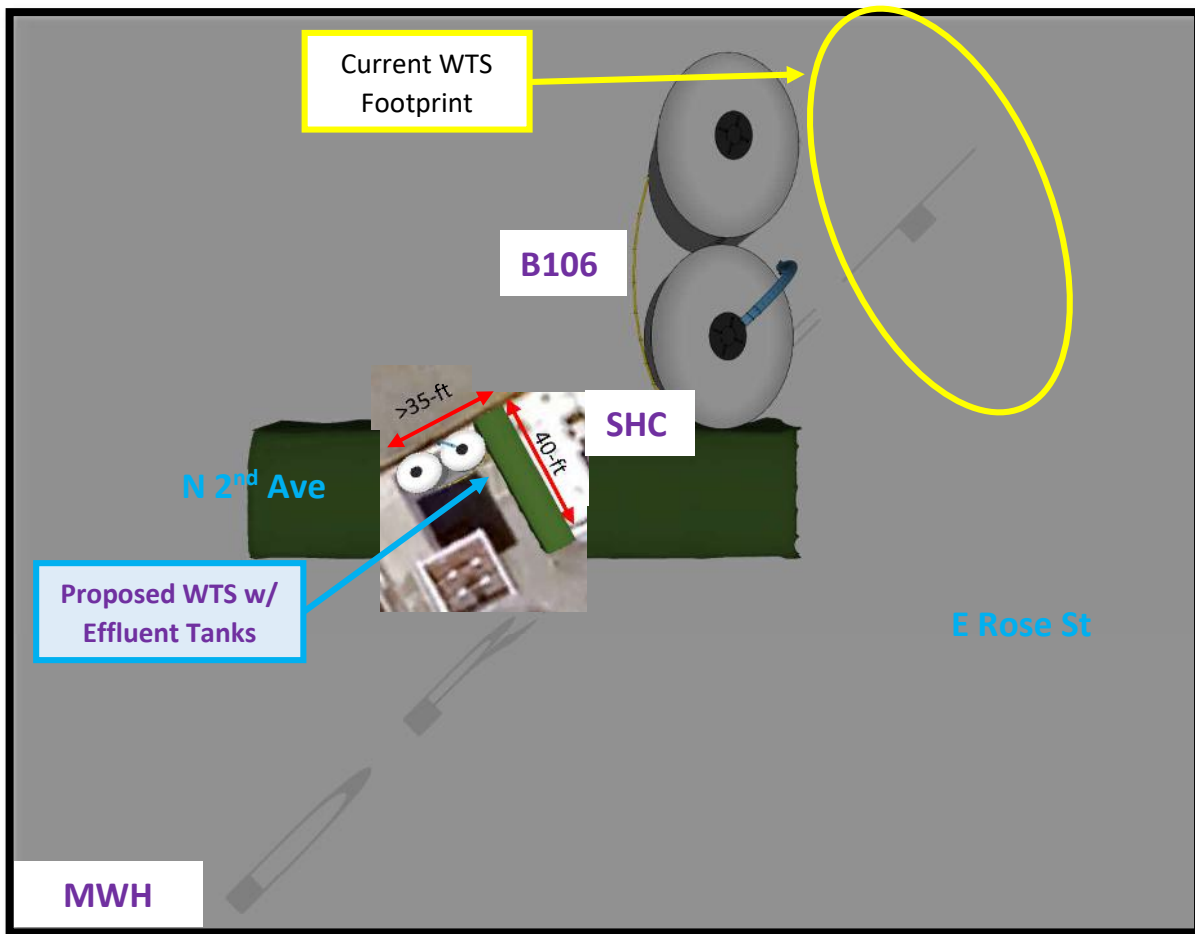 Current WTS
Footprint
B106
>35-ft
40-ft
SHC
N 2nd Ave
Proposed WTS w/
Effluent Tanks
E Rose St
MWH